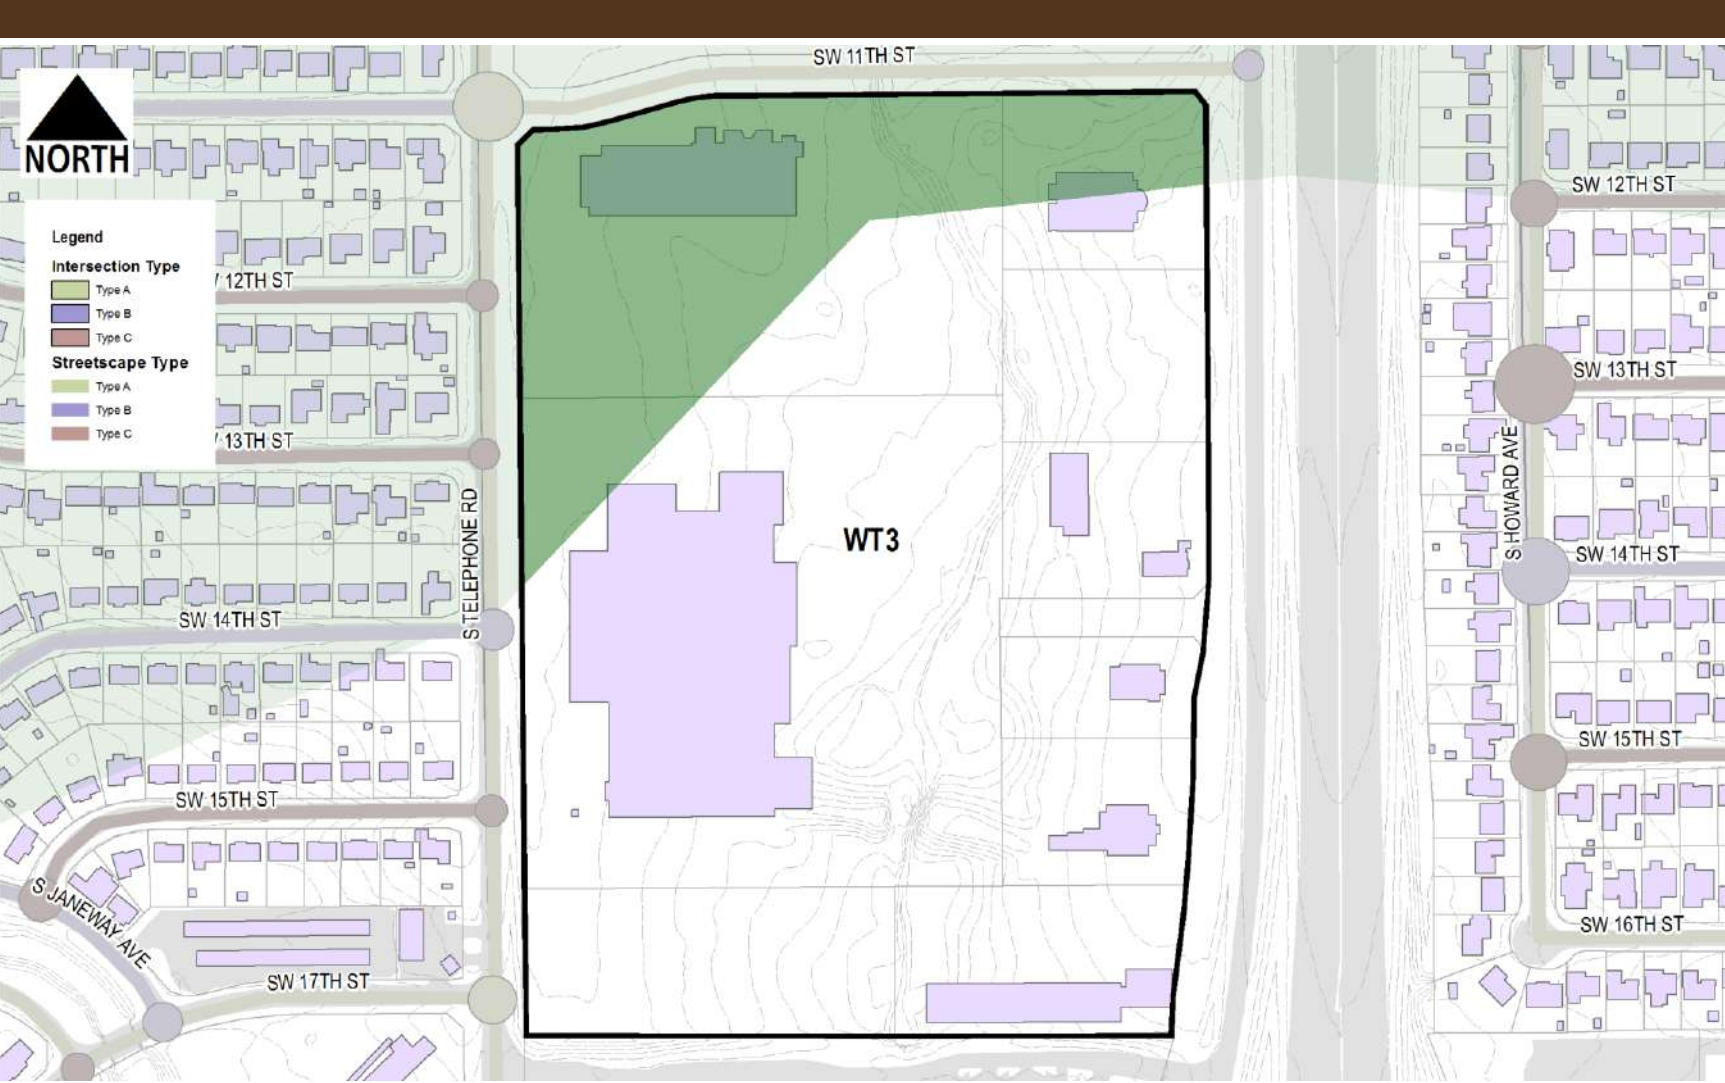 SW 11TH ST
NORTH
SW 12TH ST
Legend
Intersection Type
Type A
12TH ST
Type B
Type C
Streetscape Type
SW 13TH ST
Type A
Type B
Type C
13TH ST
S TELEPHONE RD
WT3
S HOWARD AVE
SW 14TH ST
SW 14TH ST
SW 15TH ST
SW 15TH ST
S JANEWAY AVE
SW 16TH ST
SW 17TH ST